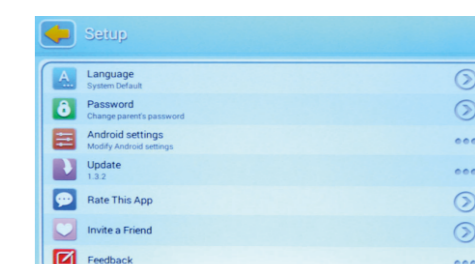 Setup
Language
System Default
Password
Change parent's password
Android settings
Modify Android settings
Update
1.3.2
Rate This App
Invite a Friend
Feedback